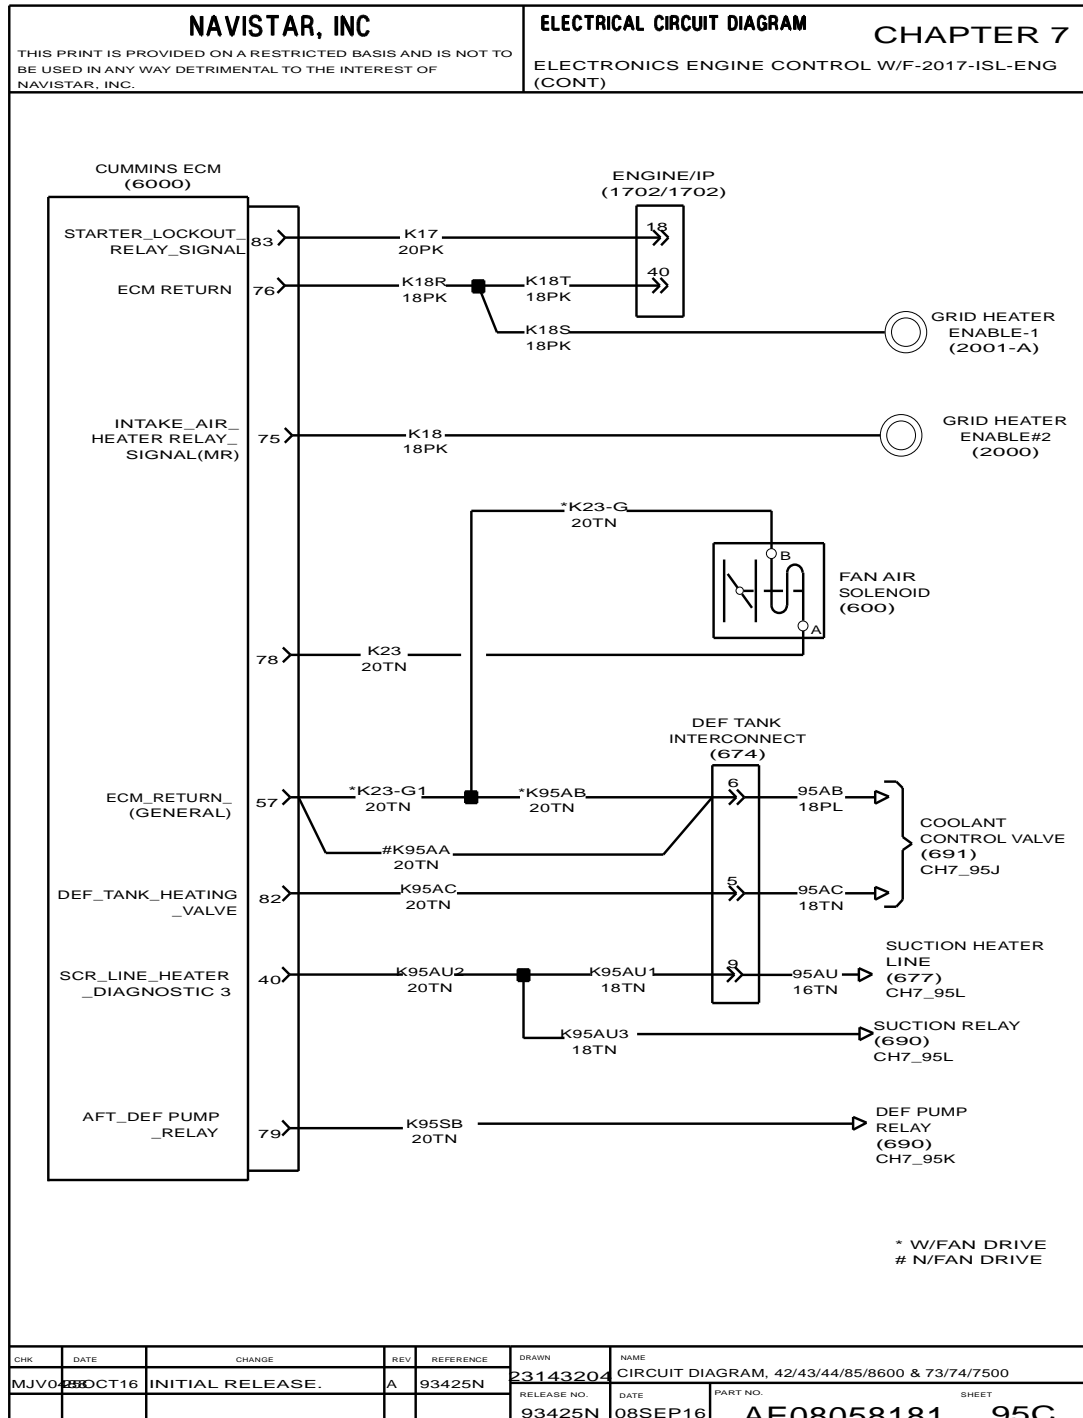 NAVISTAR, INC
THIS PRINT IS PROVIDED ON A RESTRICTED BASIS AND IS NOT TO
BE USED IN ANY WAY DETRIMENTAL TO THE INTEREST OF
NAVISTAR, INC.
ELECTRICAL CIRCUIT DIAGRAM
CHAPTER 7
ELECTRONICS ENGINE CONTROL W/F-2017-ISL-ENG
(CONT)
CUMMINS ECM
(6000)
ENGINE/IP
(1702/1702)
STARTER_LOCKOUT_
RELAY_SIGNAL
83
K17
20PK
18
ECM RETURN
76
K18R
18PK
K18T
18PK
40
K18S
18PK
GRID HEATER
ENABLE-1
(2001-A)
INTAKE_AIR_
HEATER RELAY_
SIGNAL(MR)
75
K18
18PK
GRID HEATER
ENABLE#2
(2000)
*K23-G
20TN
B
FAN AIR
SOLENOID
(600)
A
78
K23
20TN
DEF TANK
INTERCONNECT
(674)
ECM_RETURN_
(GENERAL)
57
*K23-G1
20TN
*K95AB
20TN
6
95AB
18PL
#K95AA
20TN
COOLANT
CONTROL VALVE
(691)
CH7_95J
DEF_TANK_HEATING
_VALVE
82
K95AC
20TN
5
95AC
18TN
SCR_LINE_HEATER
_DIAGNOSTIC 3
40
K95AU2
20TN
K95AU1
18TN
9
95AU
16TN
SUCTION HEATER
LINE
(677)
CH7_95L
K95AU3
18TN
SUCTION RELAY
(690)
CH7_95L
AFT_DEF PUMP
_RELAY
79
K95SB
20TN
DEF PUMP
RELAY
(690)
CH7_95K
* W/FAN DRIVE
# N/FAN DRIVE
CHK DATE CHANGE REV REFERENCE
INITIAL RELEASE. A 93425N
DRAWN
23143204
NAME
CIRCUIT DIAGRAM, 42/43/44/85/8600 & 73/74/7500
RELEASE NO.
93425N
DATE
08SEP16
PART NO.
AE08058181
SHEET
95C